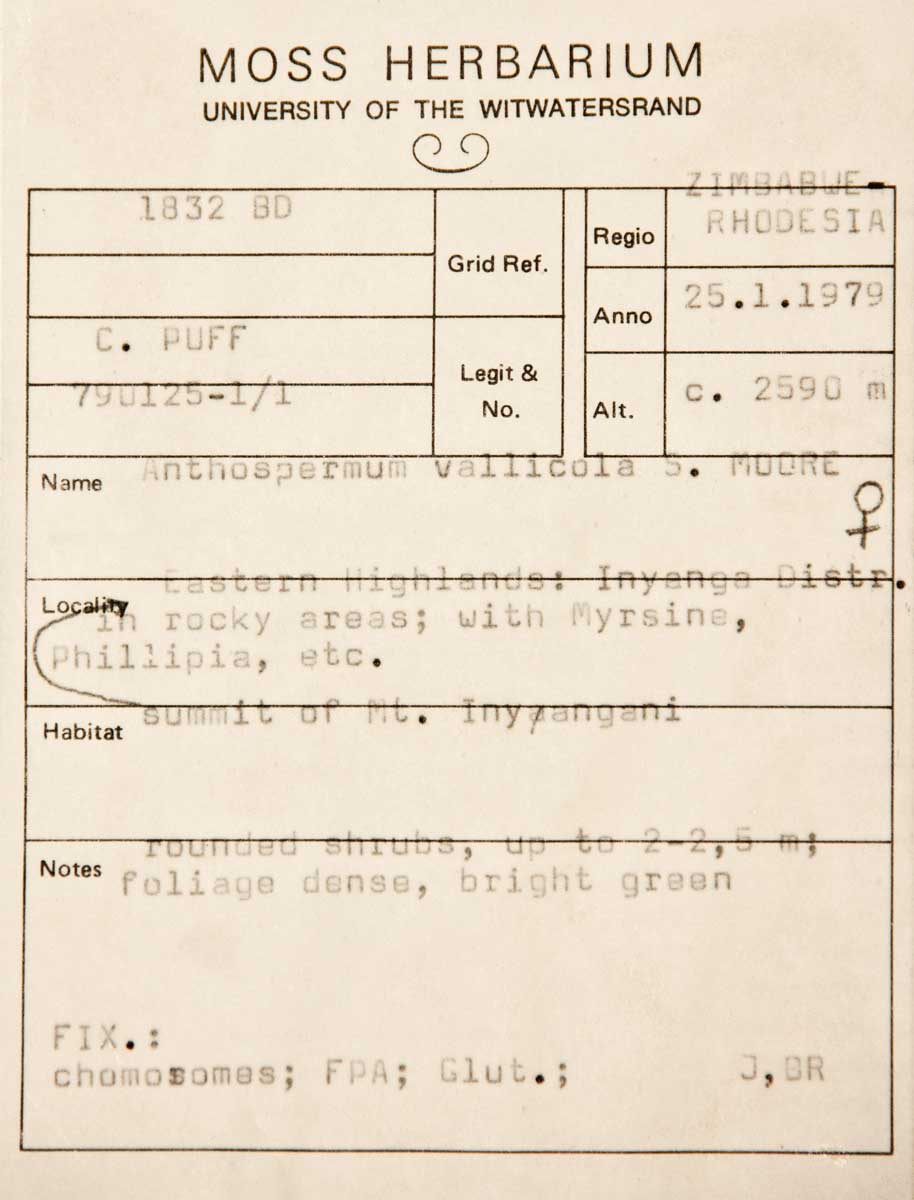 MOSS HERBARIUM
UNIVERSITY OF THE WITWATERSRAND
1832 BD
Grid Ref.
Regio
ZIMBABWE-
RHODESIA
Anno
25.1.1979
C. PUFF
790125-1/1
Legit &
No.
Alt.
c. 2590 m
Name
Anthospermum vallicola S. MOORE
♀
Eastern Highlands: Inyanga Distr.
Locality
in rocky areas; with Myrsine,
Phillipia, etc.
summit of Mt. Inyangani
Habitat
rounded shrubs, up to 2-2,5 m;
Notes
foliage dense, bright green
FIX.:
chomosomes; FPA; Glut.; J,BR